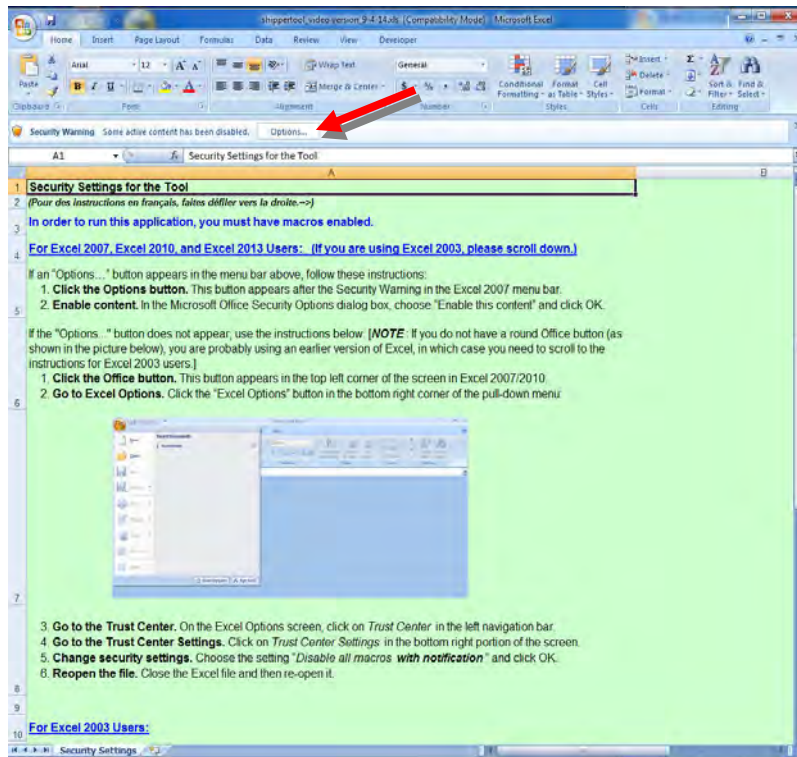 shippertool_video version_9-4-14.xls [Compatibility Mode] - Microsoft Excel
Home Insert Page Layout Formulas Data Review View Developer
Paste
Arial 12 A A
Wrap Text
General
B I U
Merge & Center
$ % ,
Conditional Formatting
Format as Table
Cell Styles
Insert
Delete
Format
Σ
Sort & Filter
Find & Select
Clipboard Font Alignment Number Styles Cells Editing
Security Warning Some active content has been disabled. Options...
A1 fx Security Settings for the Tool
A B
1 Security Settings for the Tool
2 (Pour des instructions en français, faites défiler vers la droite.-->)
3 In order to run this application, you must have macros enabled.
4 For Excel 2007, Excel 2010, and Excel 2013 Users: (If you are using Excel 2003, please scroll down.)
If an "Options..." button appears in the menu bar above, follow these instructions:
1. Click the Options button. This button appears after the Security Warning in the Excel 2007 menu bar.
5 2. Enable content. In the Microsoft Office Security Options dialog box, choose "Enable this content" and click OK.
If the "Options..." button does not appear, use the instructions below. [NOTE: If you do not have a round Office button (as
shown in the picture below), you are probably using an earlier version of Excel, in which case you need to scroll to the
instructions for Excel 2003 users.]
1. Click the Office button. This button appears in the top left corner of the screen in Excel 2007/2010.
2. Go to Excel Options. Click the "Excel Options" button in the bottom right corner of the pull-down menu:
6
7
3. Go to the Trust Center. On the Excel Options screen, click on Trust Center in the left navigation bar.
4. Go to the Trust Center Settings. Click on Trust Center Settings in the bottom right portion of the screen.
5. Change security settings. Choose the setting "Disable all macros with notification" and click OK.
6. Reopen the file. Close the Excel file and then re-open it.
8
9
10 For Excel 2003 Users:
Security Settings